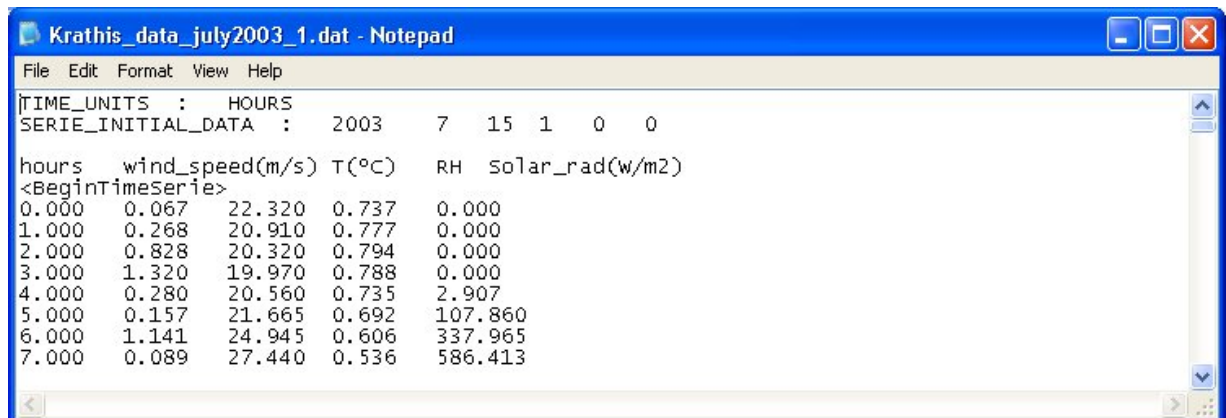 Krathis_data_july2003_1.dat - Notepad
File Edit Format View Help
TIME_UNITS : HOURS
SERIE_INITIAL_DATA : 2003 7 15 1 0 0
hours wind_speed(m/s) T(ºC) RH Solar_rad(w/m2)
<BeginTimeSerie>
0.000 0.067 22.320 0.737 0.000
1.000 0.268 20.910 0.777 0.000
2.000 0.828 20.320 0.794 0.000
3.000 1.320 19.970 0.788 0.000
4.000 0.280 20.560 0.735 2.907
5.000 0.157 21.665 0.692 107.860
6.000 1.141 24.945 0.606 337.965
7.000 0.089 27.440 0.536 586.413